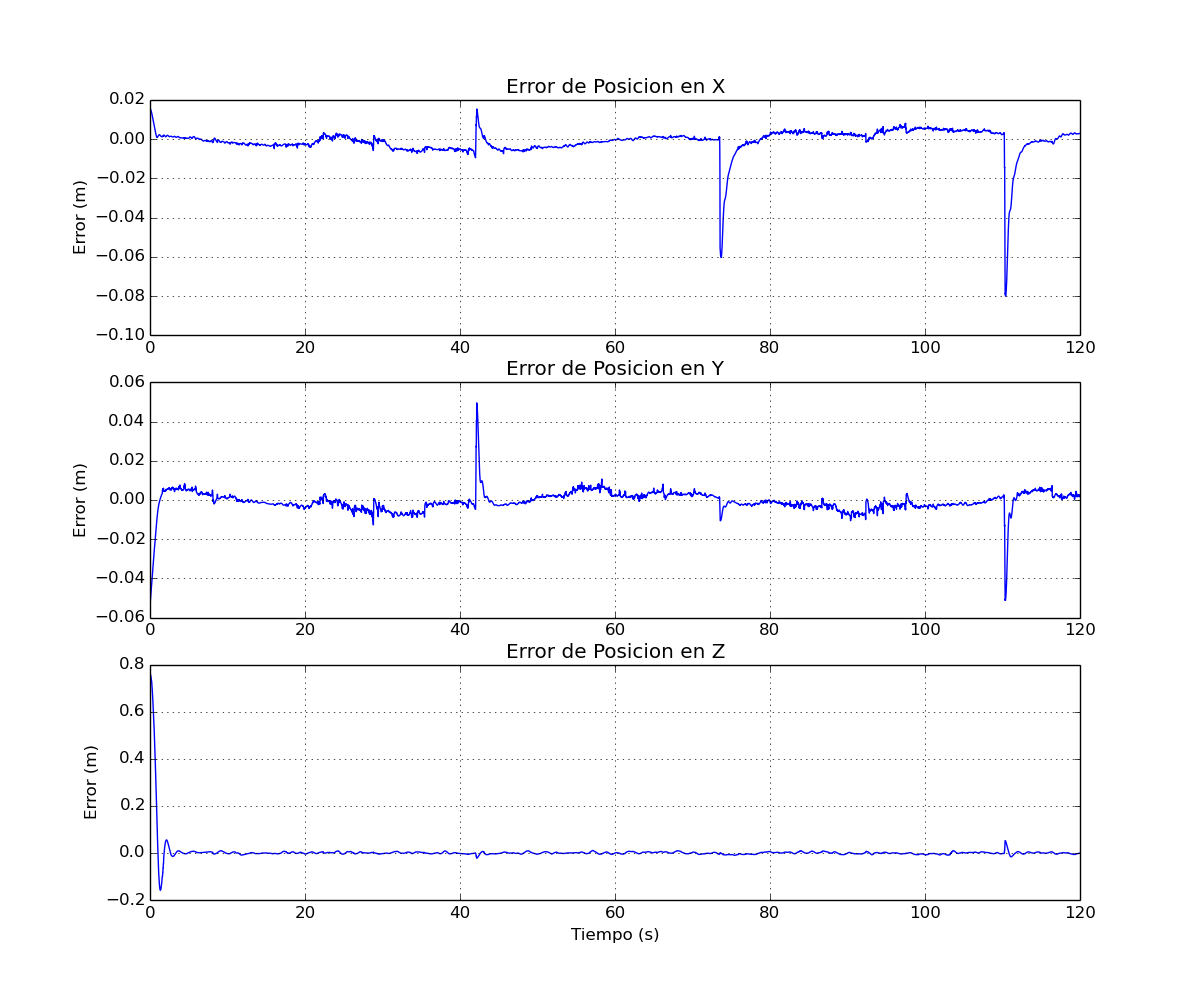 Error de Posicion en X
0.02
0.00
−0.02
−0.04
−0.06
−0.08
−0.10
Error (m)
0 20 40 60 80 100 120
Error de Posicion en Y
0.06
0.04
0.02
0.00
−0.02
−0.04
−0.06
Error (m)
0 20 40 60 80 100 120
Error de Posicion en Z
0.8
0.6
0.4
0.2
0.0
−0.2
Error (m)
0 20 40 60 80 100 120
Tiempo (s)